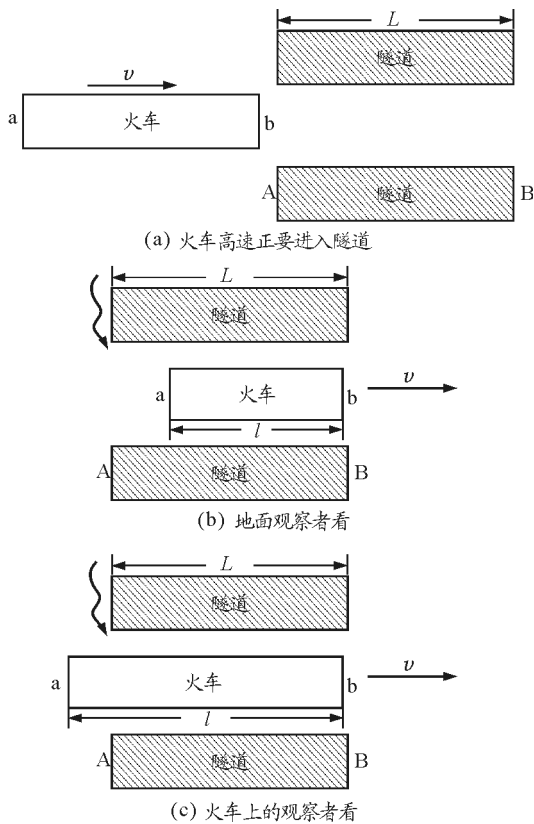 L
隧道
v
a 火车 b
A 隧道 B
(a) 火车高速正要进入隧道
L
隧道
a 火车 b v
l
A 隧道 B
(b) 地面观察者看
L
隧道
a 火车 b v
l
A 隧道 B
(c) 火车上的观察者看